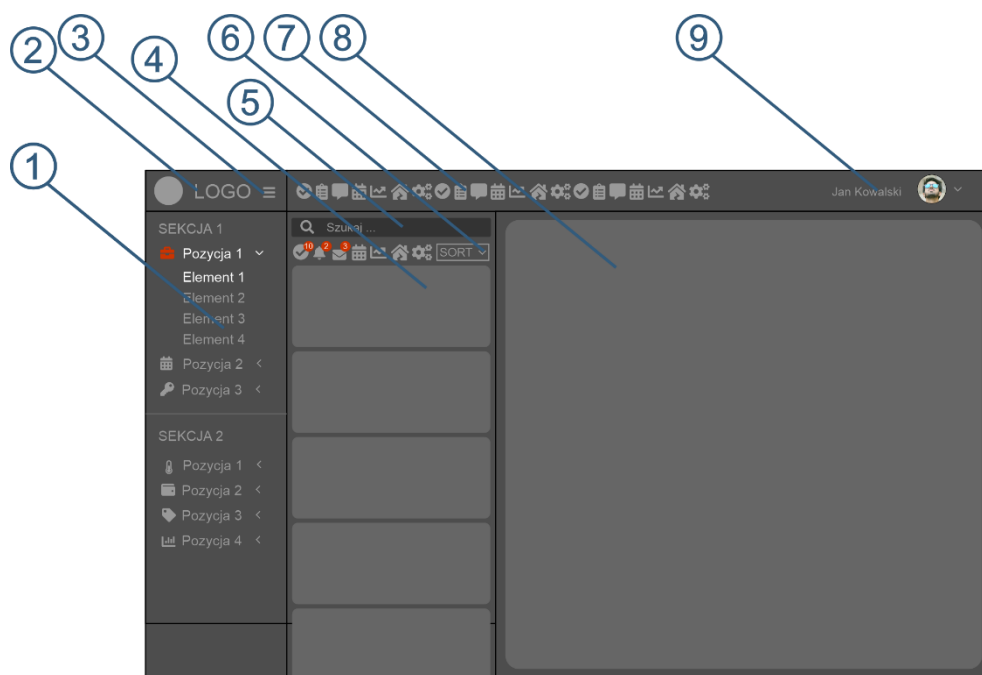 2 3 4 6 7 8 9
5
1
LOGO
Jan Kowalski
SEKCJA 1
Pozycja 1
Element 1
Element 2
Element 3
Element 4
Pozycja 2
Pozycja 3
SEKCJA 2
Pozycja 1
Pozycja 2
Pozycja 3
Pozycja 4
Szukaj ...
10 2 3 SORT